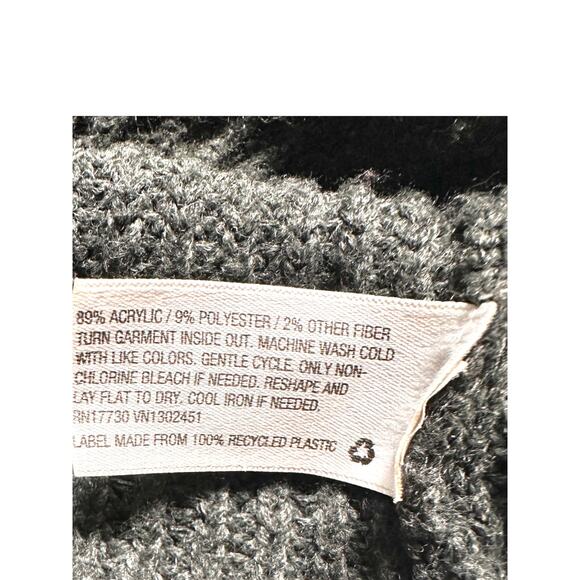 89% ACRYLIC / 9% POLYESTER / 2% OTHER FIBER
TURN GARMENT INSIDE OUT. MACHINE WASH COLD
WITH LIKE COLORS. GENTLE CYCLE. ONLY NON-
CHLORINE BLEACH IF NEEDED. RESHAPE AND
LAY FLAT TO DRY. COOL IRON IF NEEDED.
RN17730 VN1302451
LABEL MADE FROM 100% RECYCLED PLASTIC